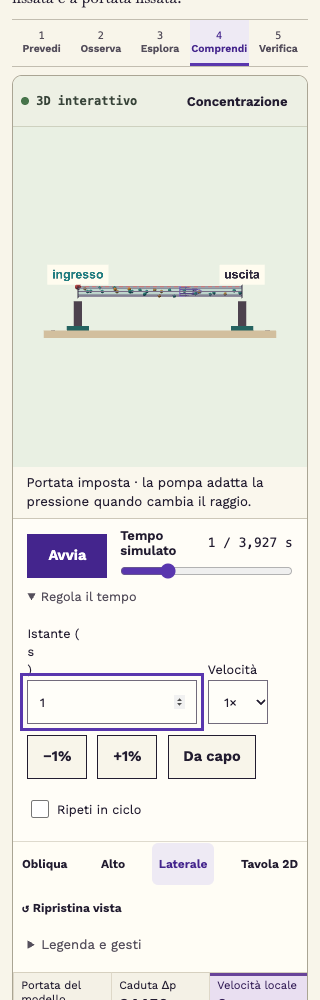 1 2 3 4 5
Prevedi Osserva Esplora Comprendi Verifica
3D interattivo Concentrazione
ingresso uscita
Portata imposta · la pompa adatta la
pressione quando cambia il raggio.
Avvia Tempo simulato 1 / 3,927 s
▼ Regola il tempo
Istante (
s
) Velocità
1 1×
−1% +1% Da capo
Ripeti in ciclo
Obliqua Alto Laterale Tavola 2D
↺ Ripristina vista
▶ Legenda e gesti
Portata del Caduta Δp Velocità locale
modello